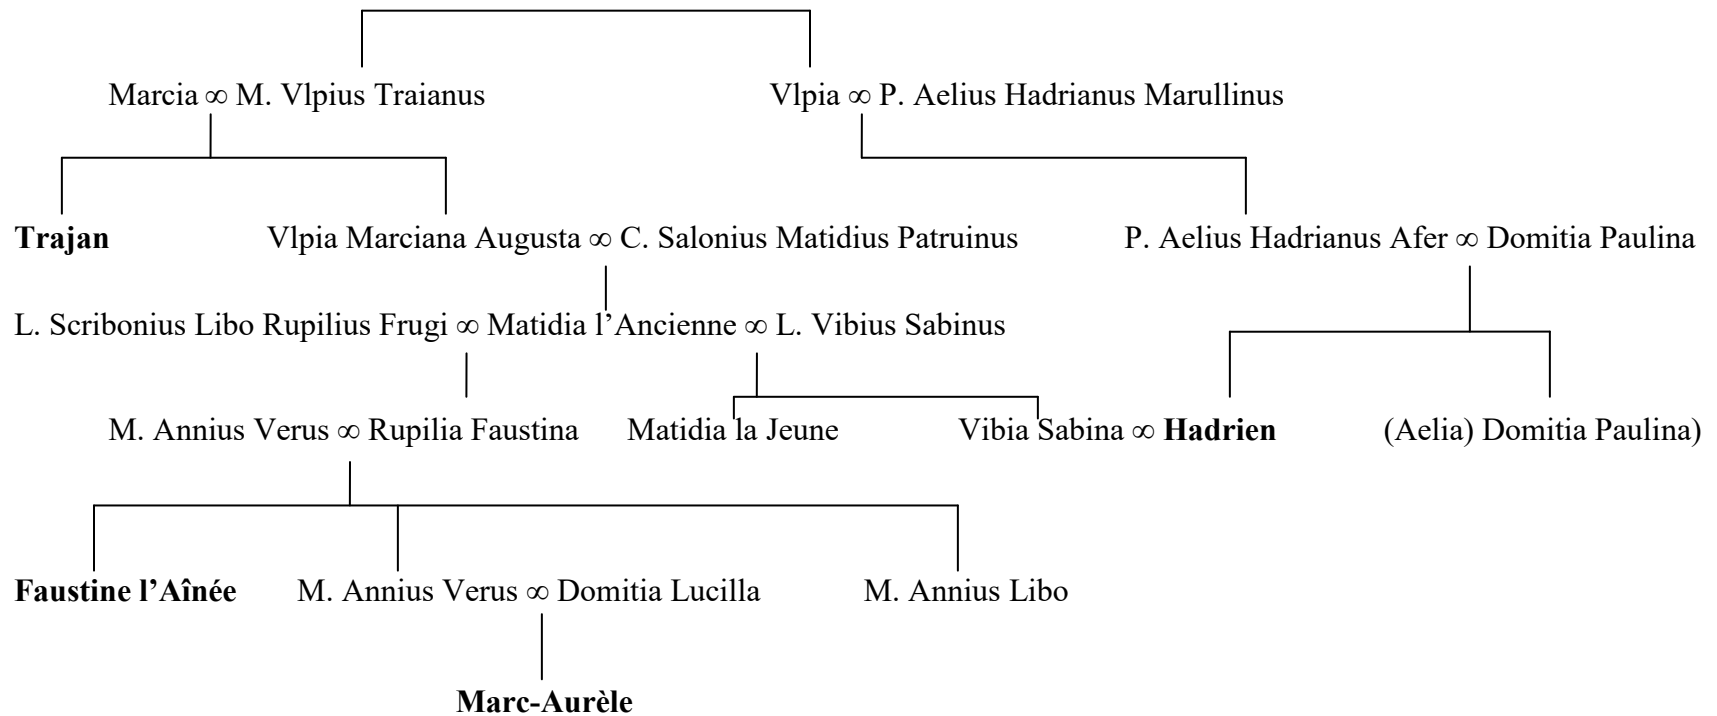 Marcia ∞ M. Vlpius Traianus Vlpia ∞ P. Aelius Hadrianus Marullinus
Trajan Vlpia Marciana Augusta ∞ C. Salonius Matidius Patruinus P. Aelius Hadrianus Afer ∞ Domitia Paulina
L. Scribonius Libo Rupilius Frugi ∞ Matidia l’Ancienne ∞ L. Vibius Sabinus
M. Annius Verus ∞ Rupilia Faustina Matidia la Jeune Vibia Sabina ∞ Hadrien (Aelia) Domitia Paulina)
Faustine l’Aînée M. Annius Verus ∞ Domitia Lucilla M. Annius Libo
Marc-Aurèle